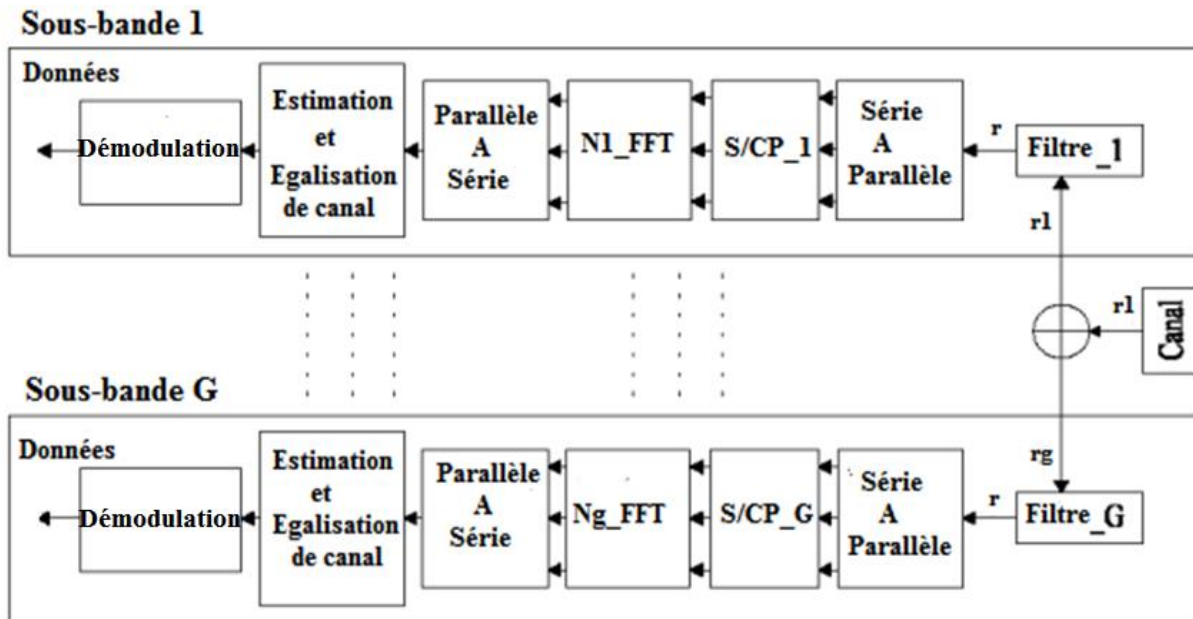 Sous-bande 1
Données
Démodulation
Estimation
et
Egalisation
de canal
Parallèle
A
Série
N1_FFT
S/CP_1
Série
A
Parallèle
r
Filtre_1
r1
r1
Canal
Sous-bande G
Données
Démodulation
Estimation
et
Egalisation
de canal
Parallèle
A
Série
Ng_FFT
S/CP_G
Série
A
Parallèle
r
rg
Filtre_G